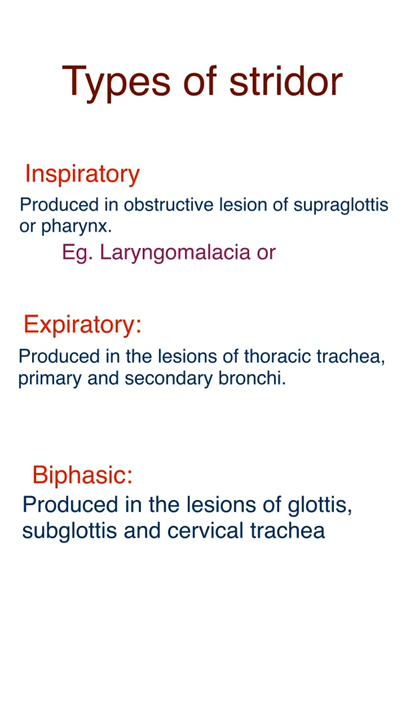 Types of stridor
Inspiratory
Produced in obstructive lesion of supraglottis
or pharynx.
Eg. Laryngomalacia or
Expiratory:
Produced in the lesions of thoracic trachea,
primary and secondary bronchi.
Biphasic:
Produced in the lesions of glottis,
subglottis and cervical trachea